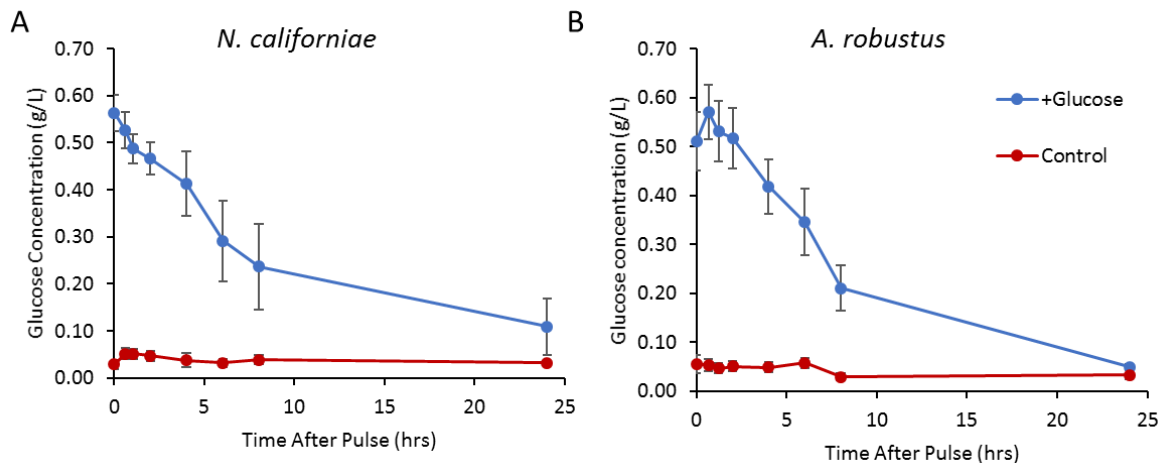 A
N. californiae
Glucose Concentration (g/L)
0.70
0.60
0.50
0.40
0.30
0.20
0.10
0.00
0
5
10
15
20
25
Time After Pulse (hrs)
B
A. robustus
Glucose concentration (g/L)
0.70
0.60
0.50
0.40
0.30
0.20
0.10
0.00
0
5
10
15
20
25
Time After Pulse (hrs)
+Glucose
Control